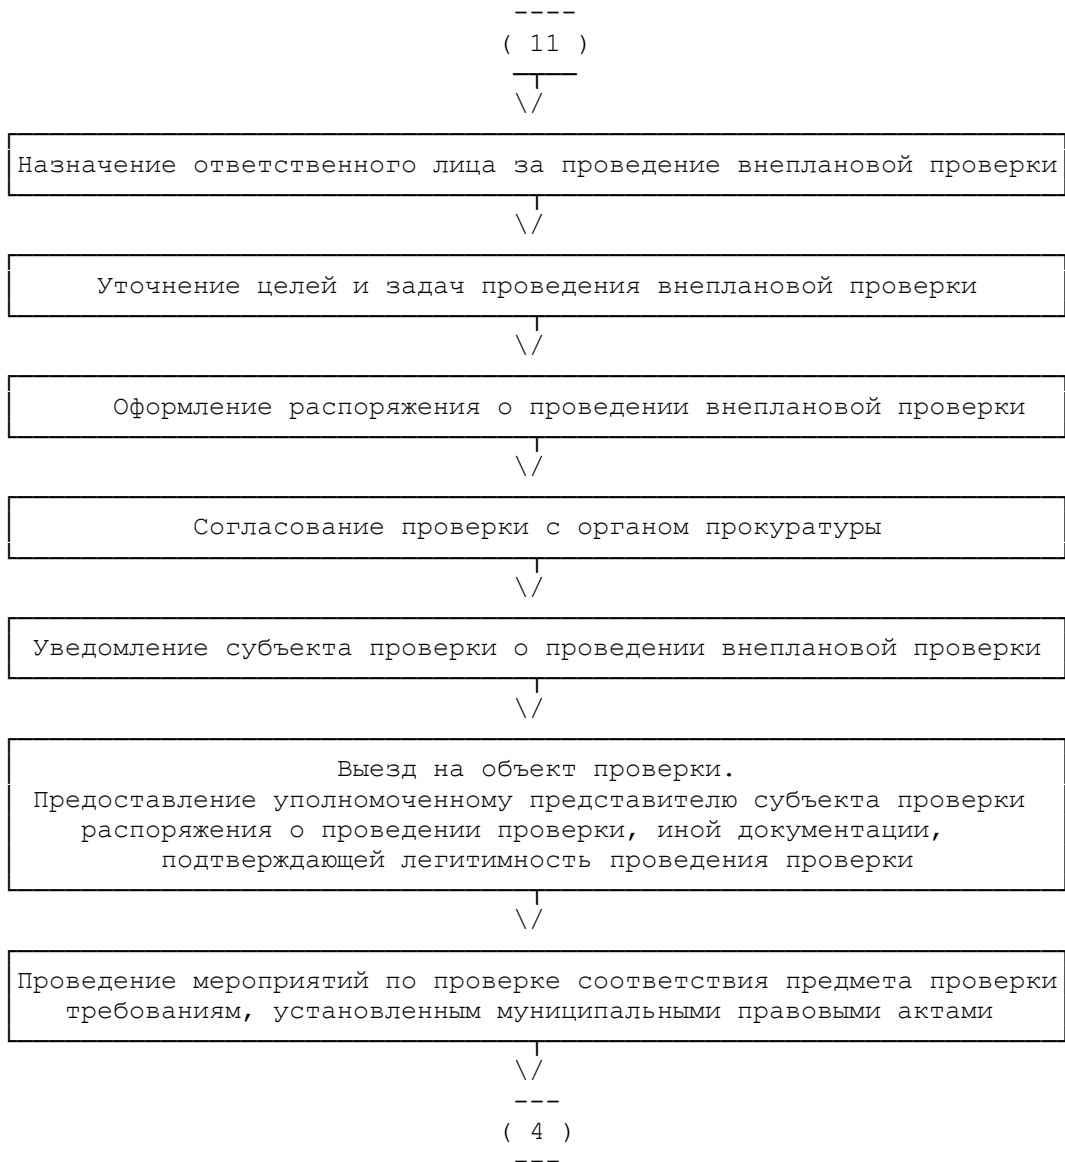 ( 11 )
Назначение ответственного лица за проведение внеплановой проверки
Уточнение целей и задач проведения внеплановой проверки
Оформление распоряжения о проведении внеплановой проверки
Согласование проверки с органом прокуратуры
Уведомление субъекта проверки о проведении внеплановой проверки
Выезд на объект проверки.
Предоставление уполномоченному представителю субъекта проверки
распоряжения о проведении проверки, иной документации,
подтверждающей легитимность проведения проверки
Проведение мероприятий по проверке соответствия предмета проверки
требованиям, установленным муниципальными правовыми актами
( 4 )